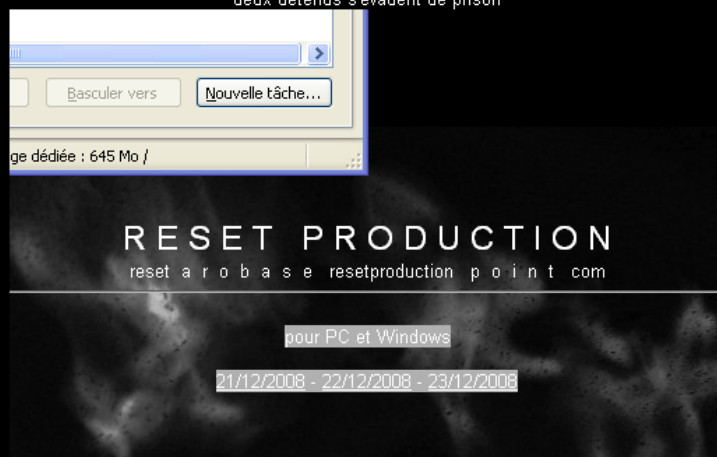 deux détenus s'évadent de prison
Basculer vers
Nouvelle tâche...
ge dédiée : 645 Mo /
RESET PRODUCTION
reset a r o b a s e resetproduction p o i n t com
pour PC et Windows
21/12/2008 - 22/12/2008 - 23/12/2008